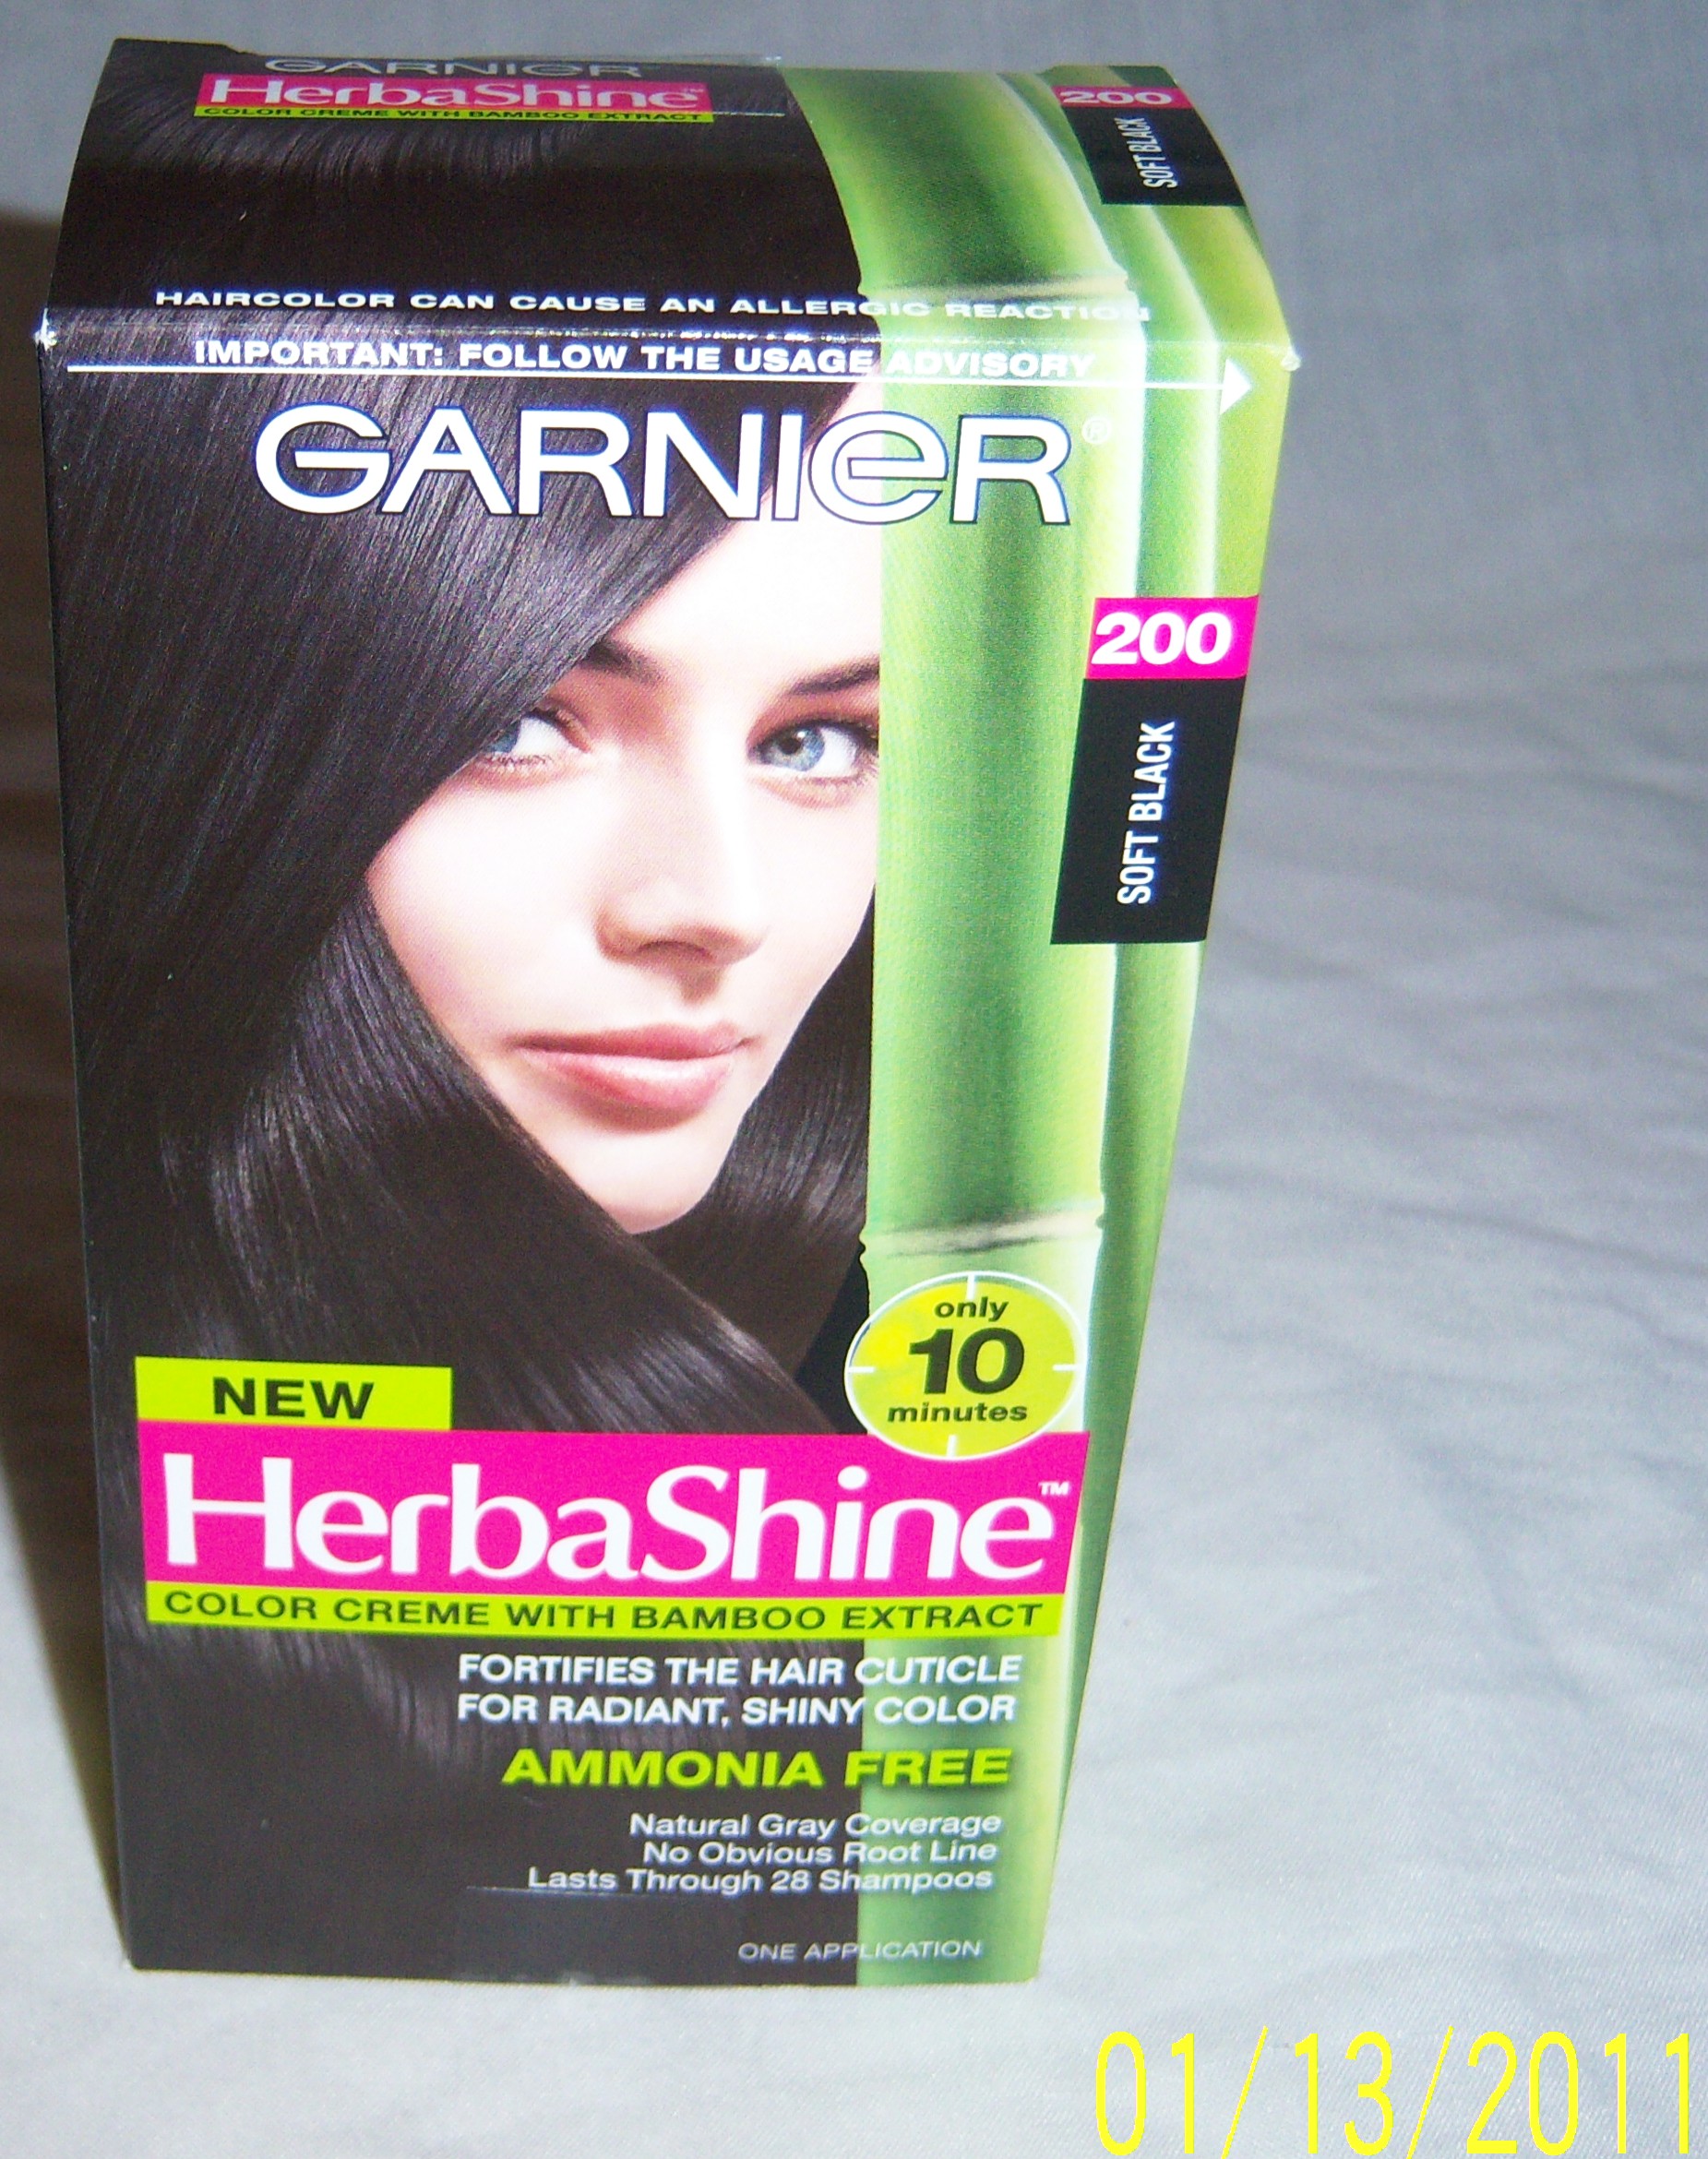 GARNIER
HerbaShine™
COLOR CREME WITH BAMBOO EXTRACT
200
SOFT BLACK
HAIRCOLOR CAN CAUSE AN ALLERGIC REACTION
IMPORTANT: FOLLOW THE USAGE ADVISORY
GARNIER®
200
SOFT BLACK
only
10
minutes
NEW
HerbaShine™
COLOR CREME WITH BAMBOO EXTRACT
FORTIFIES THE HAIR CUTICLE
FOR RADIANT, SHINY COLOR
AMMONIA FREE
Natural Gray Coverage
No Obvious Root Line
Lasts Through 28 Shampoos
ONE APPLICATION
01/13/2011